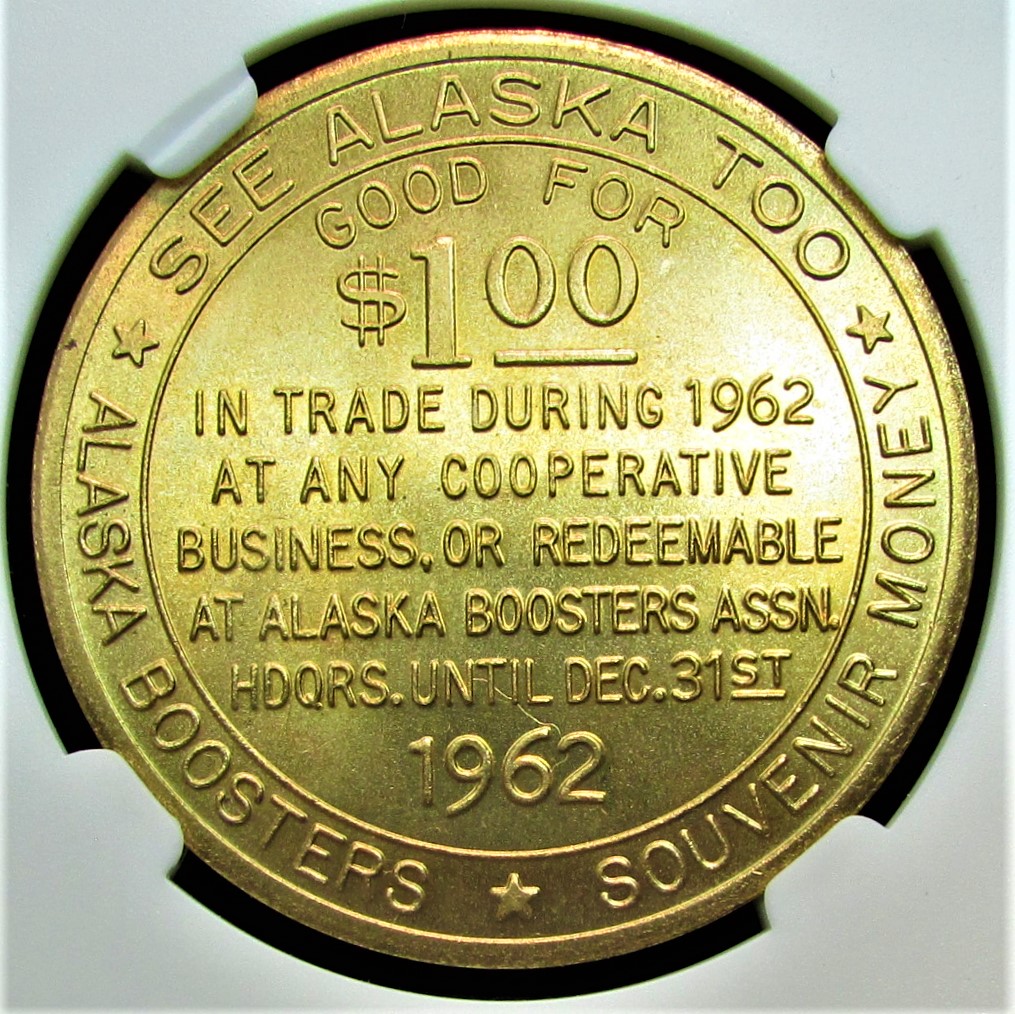 SEE ALASKA TOO
★ ALASKA BOOSTERS ★ SOUVENIR MONEY ★
GOOD FOR
$1.00
IN TRADE DURING 1962
AT ANY COOPERATIVE
BUSINESS, OR REDEEMABLE
AT ALASKA BOOSTERS ASSN.
HDQRS. UNTIL DEC. 31ST
1962